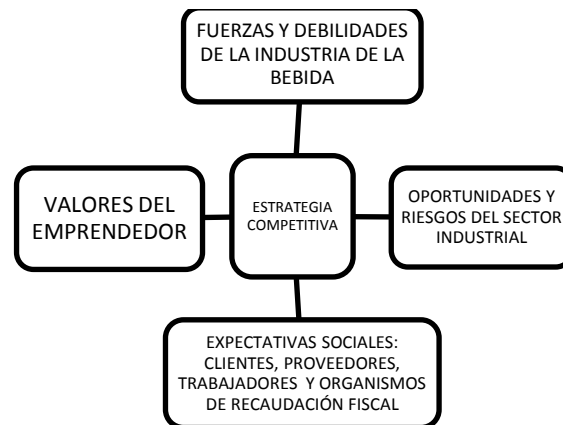 FUERZAS Y DEBILIDADES
DE LA INDUSTRIA DE LA
BEBIDA
VALORES DEL
EMPRENDEDOR
ESTRATEGIA
COMPETITIVA
OPORTUNIDADES Y
RIESGOS DEL SECTOR
INDUSTRIAL
EXPECTATIVAS SOCIALES:
CLIENTES, PROVEEDORES,
TRABAJADORES Y ORGANISMOS
DE RECAUDACIÓN FISCAL